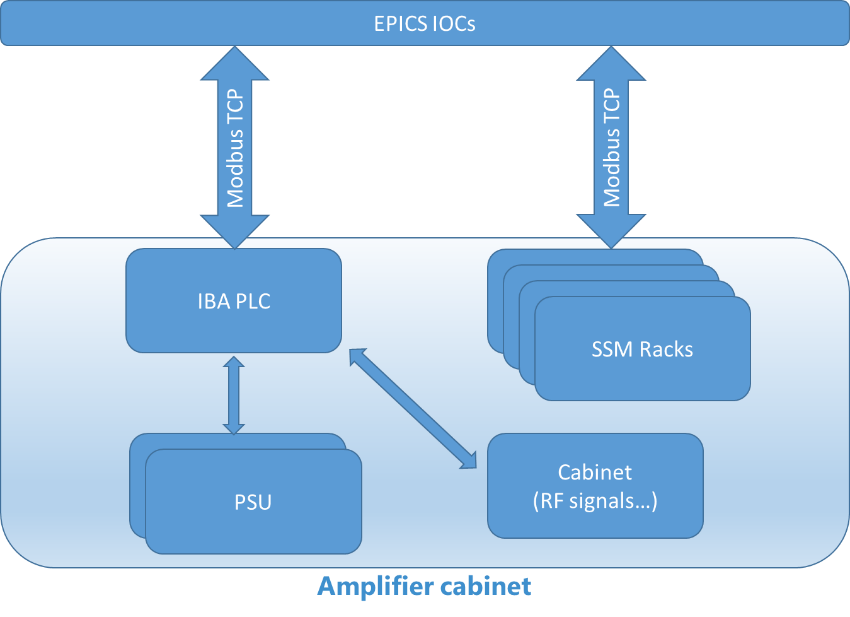 EPICS IOCs
Modbus TCP
Modbus TCP
IBA PLC
SSM Racks
PSU
Cabinet
(RF signals...)
Amplifier cabinet